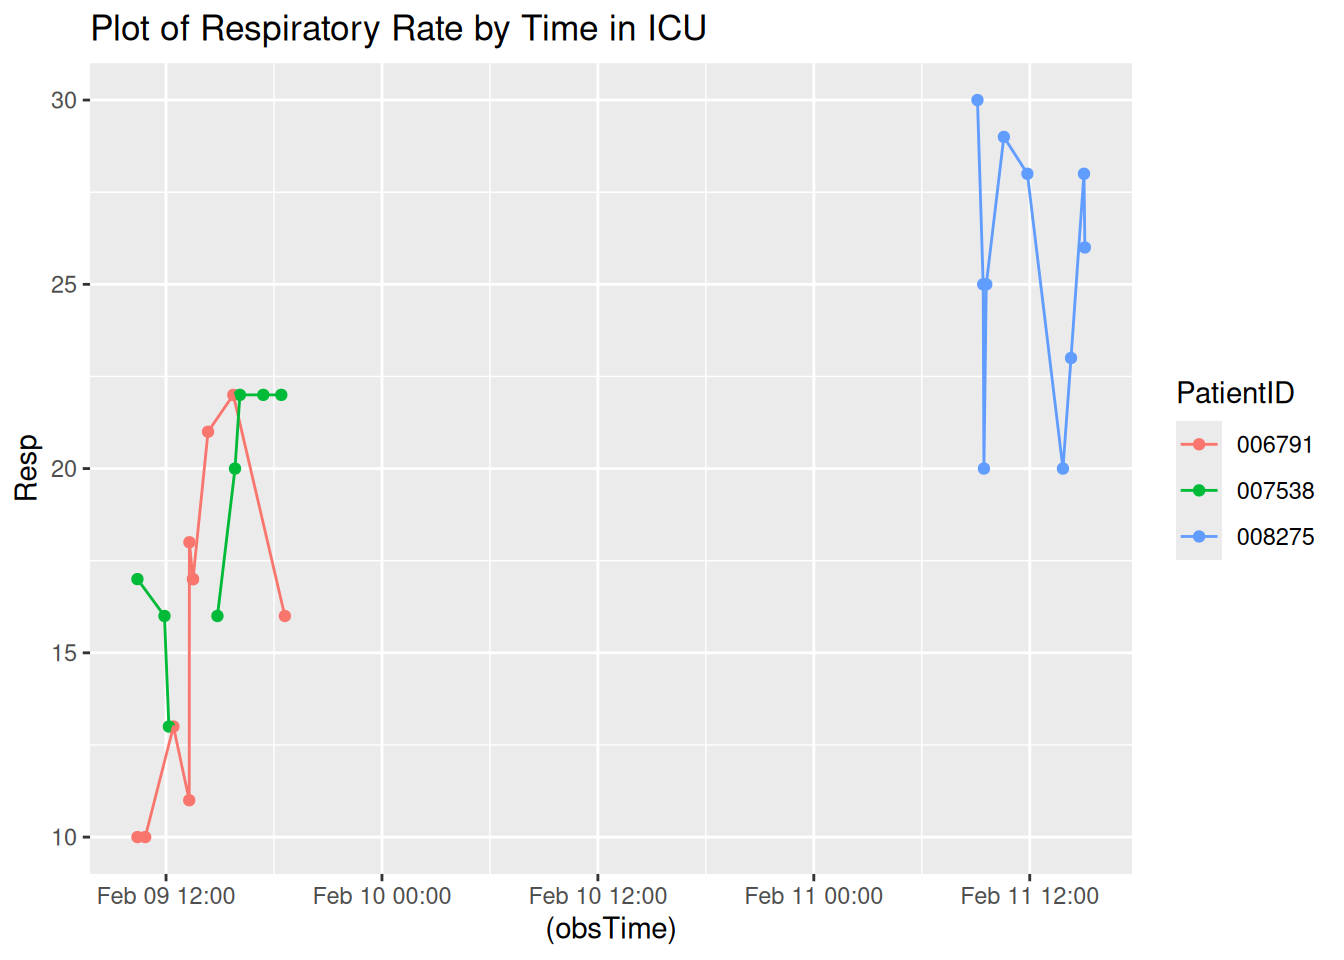 Plot of Respiratory Rate by Time in ICU
30
25
20
15
10
Resp
Feb 09 12:00 Feb 10 00:00 Feb 10 12:00 Feb 11 00:00 Feb 11 12:00
(obsTime)
PatientID
006791
007538
008275